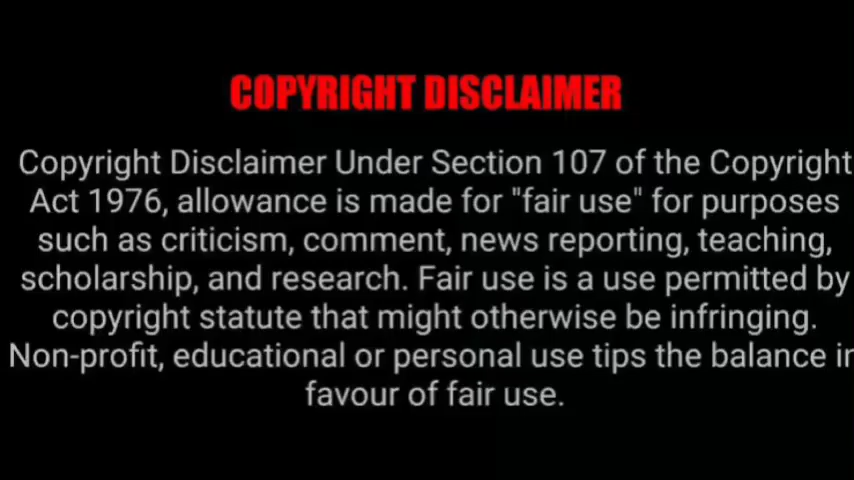 COPYRIGHT DISCLAIMER
Copyright Disclaimer Under Section 107 of the Copyright
Act 1976, allowance is made for "fair use" for purposes
such as criticism, comment, news reporting, teaching,
scholarship, and research. Fair use is a use permitted by
copyright statute that might otherwise be infringing.
Non-profit, educational or personal use tips the balance in
favour of fair use.